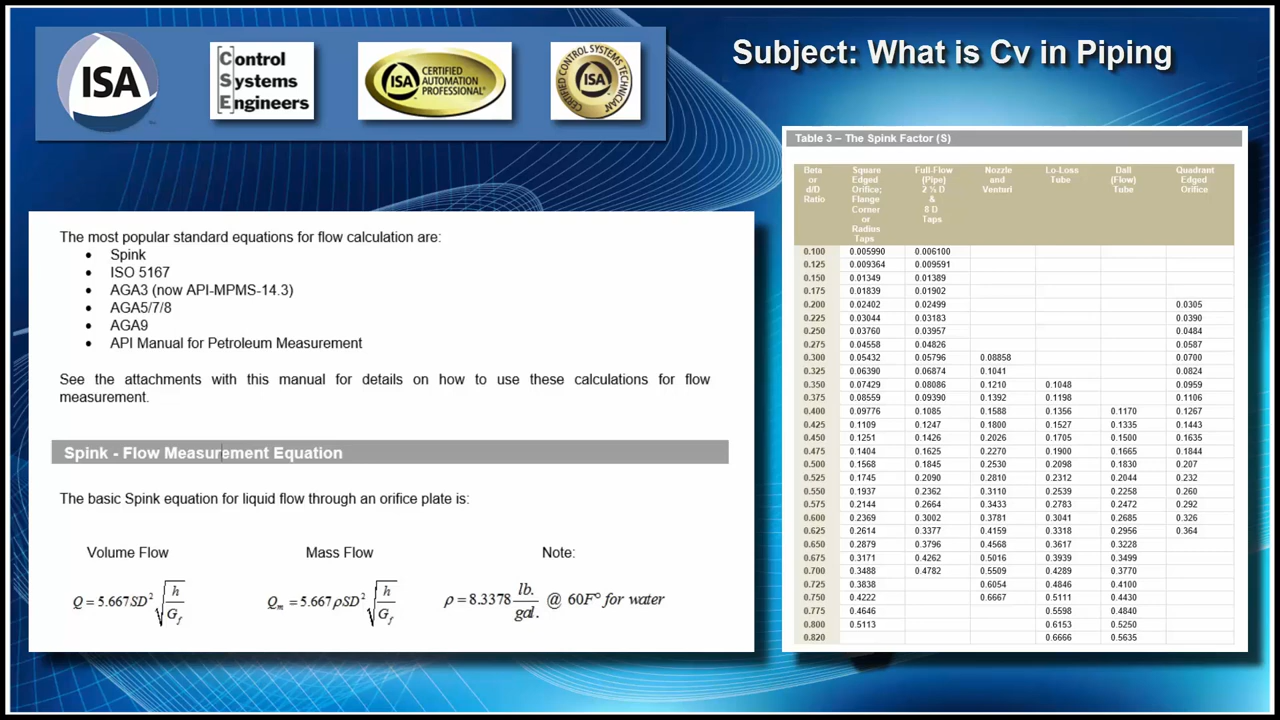 ISA
Control
Systems
Engineers
ISA CERTIFIED
AUTOMATION
PROFESSIONAL®
CERTIFIED CONTROL SYSTEMS TECHNICIAN
ISA
Subject: What is Cv in Piping
The most popular standard equations for flow calculation are:
• Spink
• ISO 5167
• AGA3 (now API-MPMS-14.3)
• AGA5/7/8
• AGA9
• API Manual for Petroleum Measurement
See the attachments with this manual for details on how to use these calculations for flow
measurement.
Spink - Flow Measurement Equation
The basic Spink equation for liquid flow through an orifice plate is:
Volume Flow Mass Flow Note:
Q = 5.667SD² √(h/G_f) Q_m = 5.667ρSD² √(h/G_f) ρ = 8.3378 lb./gal. @ 60F° for water
Table 3 – The Spink Factor (S)
Beta or d/D Ratio | Square Edged Orifice; Flange Corner or Radius Taps | Full-Flow (Pipe) 2 ½ D & 8 D Taps | Nozzle and Venturi | Lo-Loss Tube | Dall (Flow) Tube | Quadrant Edged Orifice
0.100 0.005990 0.006100
0.125 0.009364 0.009591
0.150 0.01349 0.01389
0.175 0.01839 0.01902
0.200 0.02402 0.02499 0.0305
0.225 0.03044 0.03183 0.0390
0.250 0.03760 0.03957 0.0484
0.275 0.04558 0.04826 0.0587
0.300 0.05432 0.05796 0.08858 0.0700
0.325 0.06390 0.06874 0.1041 0.0824
0.350 0.07429 0.08086 0.1210 0.1048 0.0959
0.375 0.08559 0.09390 0.1392 0.1198 0.1106
0.400 0.09776 0.1085 0.1588 0.1356 0.1170 0.1267
0.425 0.1109 0.1247 0.1800 0.1527 0.1335 0.1443
0.450 0.1251 0.1426 0.2026 0.1705 0.1500 0.1635
0.475 0.1404 0.1625 0.2270 0.1900 0.1665 0.1844
0.500 0.1568 0.1845 0.2530 0.2098 0.1830 0.207
0.525 0.1745 0.2090 0.2810 0.2312 0.2044 0.232
0.550 0.1937 0.2362 0.3110 0.2539 0.2258 0.260
0.575 0.2144 0.2664 0.3433 0.2783 0.2472 0.292
0.600 0.2369 0.3002 0.3781 0.3041 0.2685 0.326
0.625 0.2614 0.3377 0.4159 0.3318 0.2956 0.364
0.650 0.2879 0.3796 0.4568 0.3617 0.3228
0.675 0.3171 0.4262 0.5016 0.3939 0.3499
0.700 0.3488 0.4782 0.5509 0.4289 0.3770
0.725 0.3838 0.6054 0.4846 0.4100
0.750 0.4222 0.6667 0.5111 0.4430
0.775 0.4646 0.5598 0.4840
0.800 0.5113 0.6153 0.5250
0.820 0.6666 0.5635